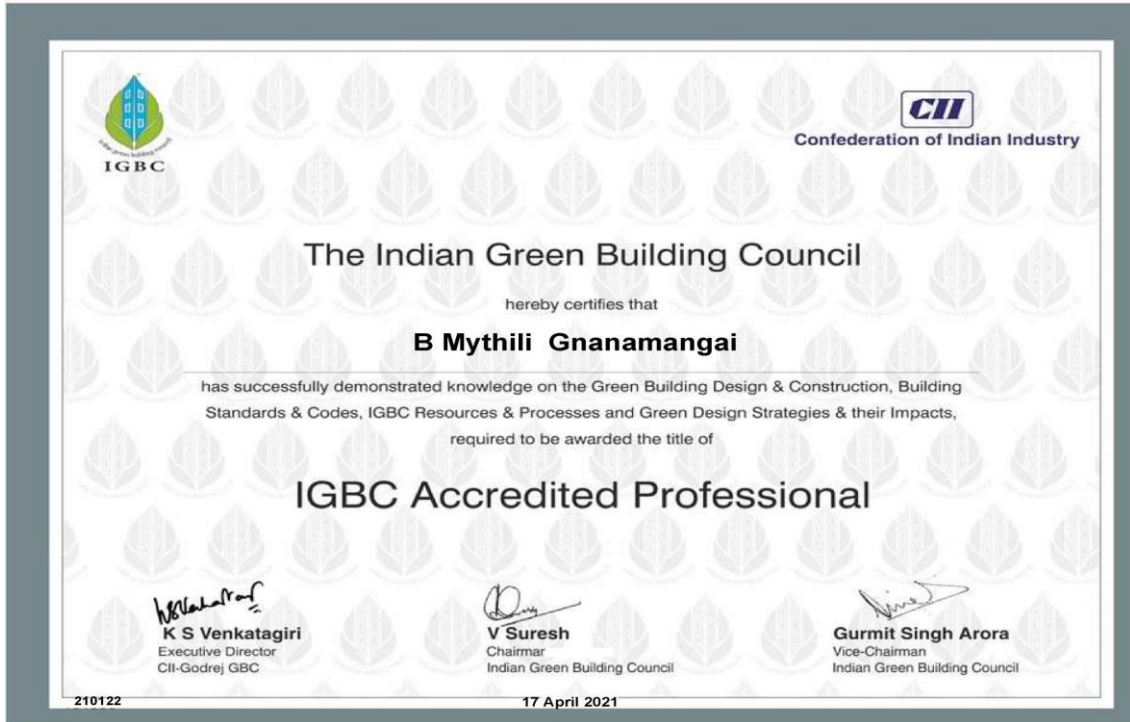 IGBC
CII
Confederation of Indian Industry
The Indian Green Building Council
hereby certifies that
B Mythili Gnanamangai
has successfully demonstrated knowledge on the Green Building Design & Construction, Building
Standards & Codes, IGBC Resources & Processes and Green Design Strategies & their Impacts,
required to be awarded the title of
IGBC Accredited Professional
K S Venkatagiri
Executive Director
CII-Godrej GBC
V Suresh
Chairmar
Indian Green Building Council
Gurmit Singh Arora
Vice-Chairman
Indian Green Building Council
210122
17 April 2021